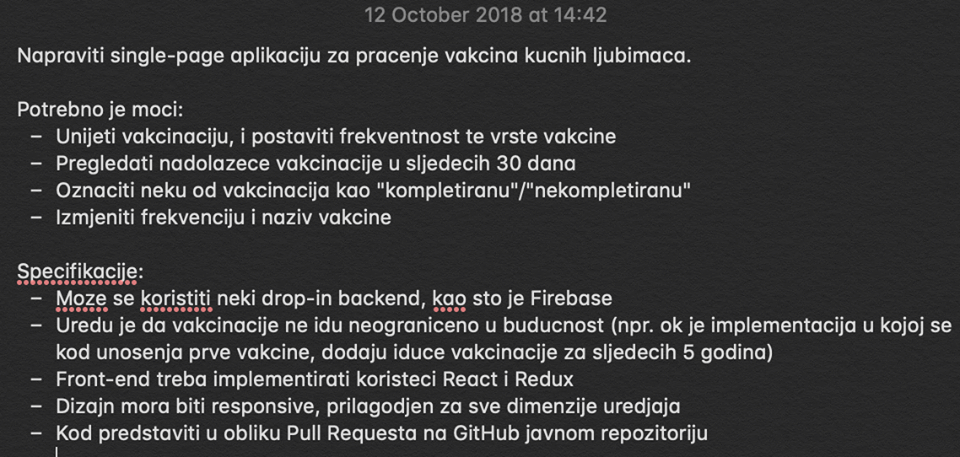 12 October 2018 at 14:42
Napraviti single-page aplikaciju za pracenje vakcina kucnih ljubimaca.
Potrebno je moci:
– Unijeti vakcinaciju, i postaviti frekventnost te vrste vakcine
– Pregledati nadolazece vakcinacije u sljedecih 30 dana
– Oznaciti neku od vakcinacija kao "kompletiranu"/"nekompletiranu"
– Izmjeniti frekvenciju i naziv vakcine
Specifikacije:
– Moze se koristiti neki drop-in backend, kao sto je Firebase
– Uredu je da vakcinacije ne idu neograniceno u buducnost (npr. ok je implementacija u kojoj se
kod unosenja prve vakcine, dodaju iduce vakcinacije za sljedecih 5 godina)
– Front-end treba implementirati koristeci React i Redux
– Dizajn mora biti responsive, prilagodjen za sve dimenzije uredjaja
– Kod predstaviti u obliku Pull Requesta na GitHub javnom repozitoriju